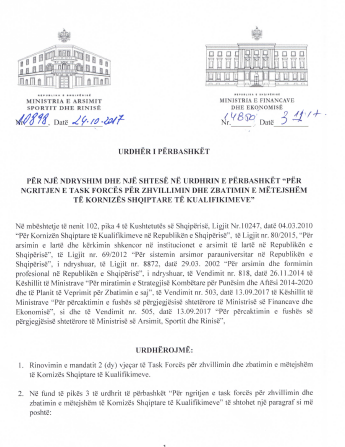 REPUBLIKA E SHQIPËRISË
MINISTRIA E ARSIMIT
SPORTIT DHE RINISË
REPUBLIKA E SHQIPËRISË
MINISTRIA E FINANCAVE
DHE EKONOMISË
Datë 24.10.2017
Datë
URDHËR I PËRBASHKËT
PËR NJË NDRYSHIM DHE NJË SHTESË NË URDHRIN E PËRBASHKËT “PËR
NGRITJEN E TASK FORCËS PËR ZHVILLIMIN DHE ZBATIMIN E MËTEJSHËM
TË KORNIZËS SHQIPTARE TË KUALIFIKIMEVE”
Në mbështetje të nenit 102, pika 4 të Kushtetutës së Shqipërisë, Ligjit Nr.10247, datë 04.03.2010
“Për Kornizën Shqiptare të Kualifikimeve në Republikën e Shqipërisë”, të Ligjit nr. 80/2015, “Për
arsimin e lartë dhe kërkimin shkencor në institucionet e arsimit të lartë në Republikën e
Shqipërisë”, të Ligjit nr. 69/2012 “Për sistemin arsimor parauniversitar në Republikën e
Shqipërisë”, i ndryshuar, të Ligjit nr. 8872, datë 29.03. 2002 “Për arsimin dhe formimin
profesional në Republikën e Shqipërisë”, i ndryshuar, të Vendimit nr. 818, datë 26.11.2014 të
Këshillit të Ministrave “Për miratimin e Strategjisë Kombëtare për Punësim dhe Aftësi 2014-2020
dhe të Planit të Veprimit për Zbatimin e saj”, të Vendimit nr. 503, datë 13.09.2017 të Këshillit të
Ministrave “Për përcaktimin e fushës së përgjegjësisë shtetërore të Ministrisë së Financave dhe
Ekonomisë”, si dhe të Vendimit nr. 505, datë 13.09.2017 “Për përcaktimin e fushës së
përgjegjësisë shtetërore të Ministrisë së Arsimit, Sportit dhe Rinisë”,
URDHËROJMË:
1. Rinovimin e mandatit 2 (dy) vjeçar të Task Forcës për zhvillimin dhe zbatimin e mëtejshëm
të Kornizës Shqiptare të Kualifikimeve.
2. Në fund të pikës 3 të urdhrit të përbashkët “Për ngritjen e task forcës për zhvillimin dhe
zbatimin e mëtejshëm të Kornizës Shqiptare të Kualifikimeve” të shtohet një paragraf si më
poshtë: